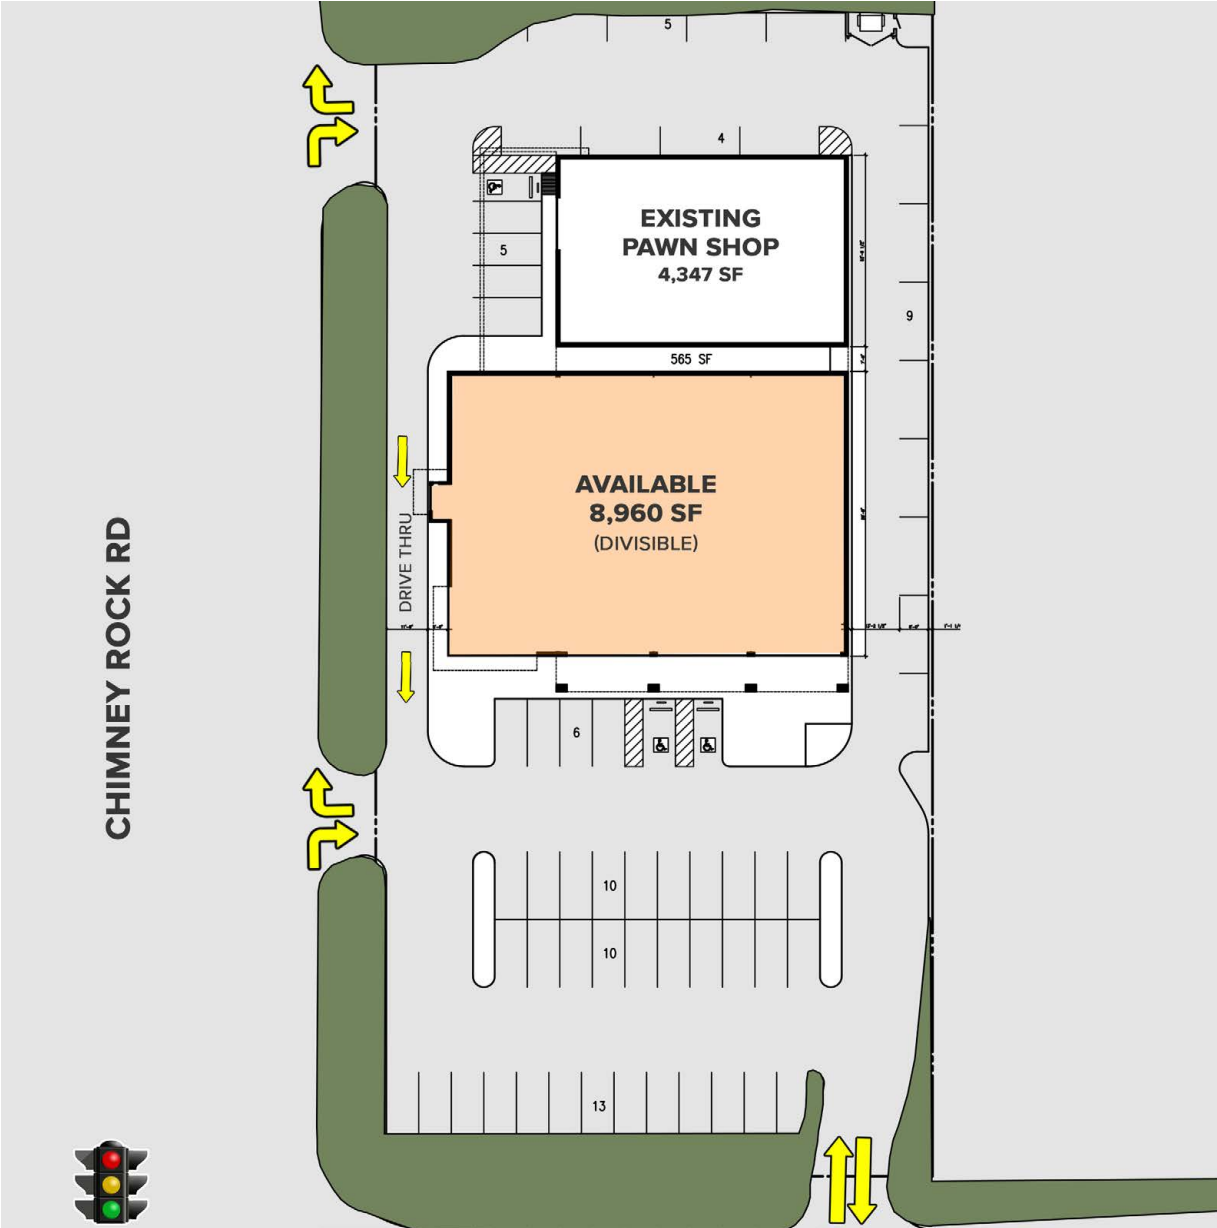 5
4
EXISTING
PAWN SHOP
4,347 SF
5
9
565 SF
AVAILABLE
8,960 SF
(DIVISIBLE)
DRIVE THRU
CHIMNEY ROCK RD
6
10
10
13